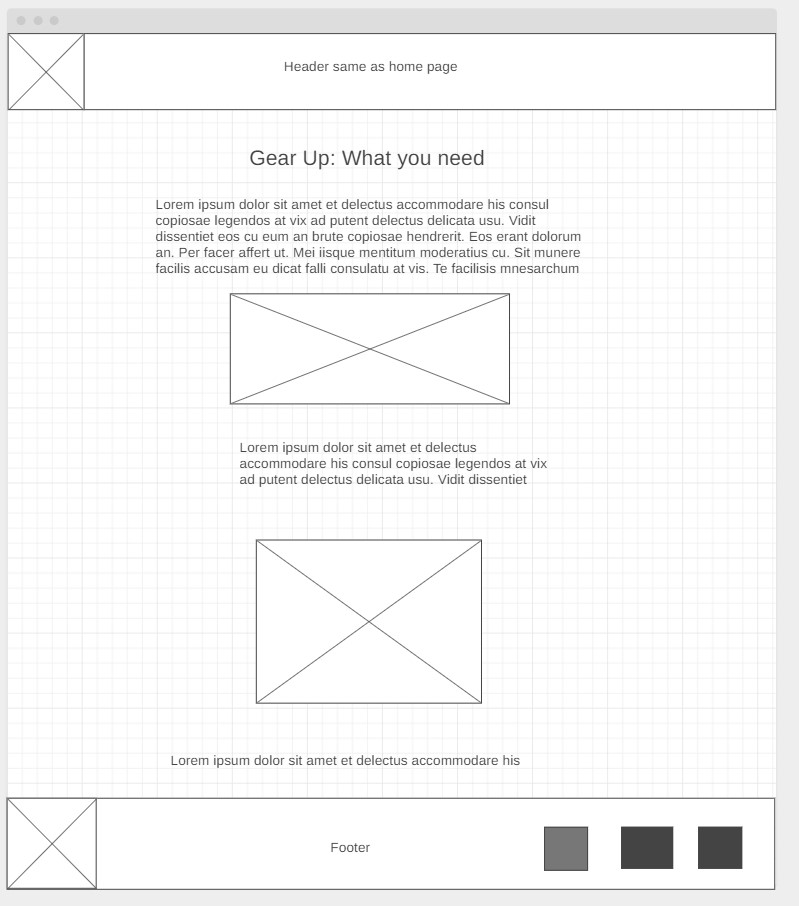 Header same as home page
Gear Up: What you need
Lorem ipsum dolor sit amet et delectus accommodare his consul
copiosae legendos at vix ad putent delectus delicata usu. Vidit
dissentiet eos cu eum an brute copiosae hendrerit. Eos erant dolorum
an. Per facer affert ut. Mei iisque mentitum moderatius cu. Sit munere
facilis accusam eu dicat falli consulatu at vis. Te facilisis mnesarchum
Lorem ipsum dolor sit amet et delectus
accommodare his consul copiosae legendos at vix
ad putent delectus delicata usu. Vidit dissentiet
Lorem ipsum dolor sit amet et delectus accommodare his
Footer